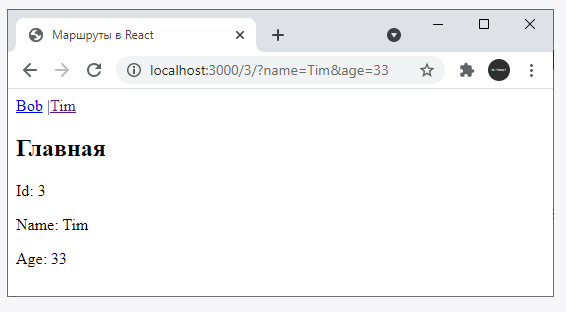 Маршруты в React
localhost:3000/3/?name=Tim&age=33
Bob |Tim
Главная
Id: 3
Name: Tim
Age: 33